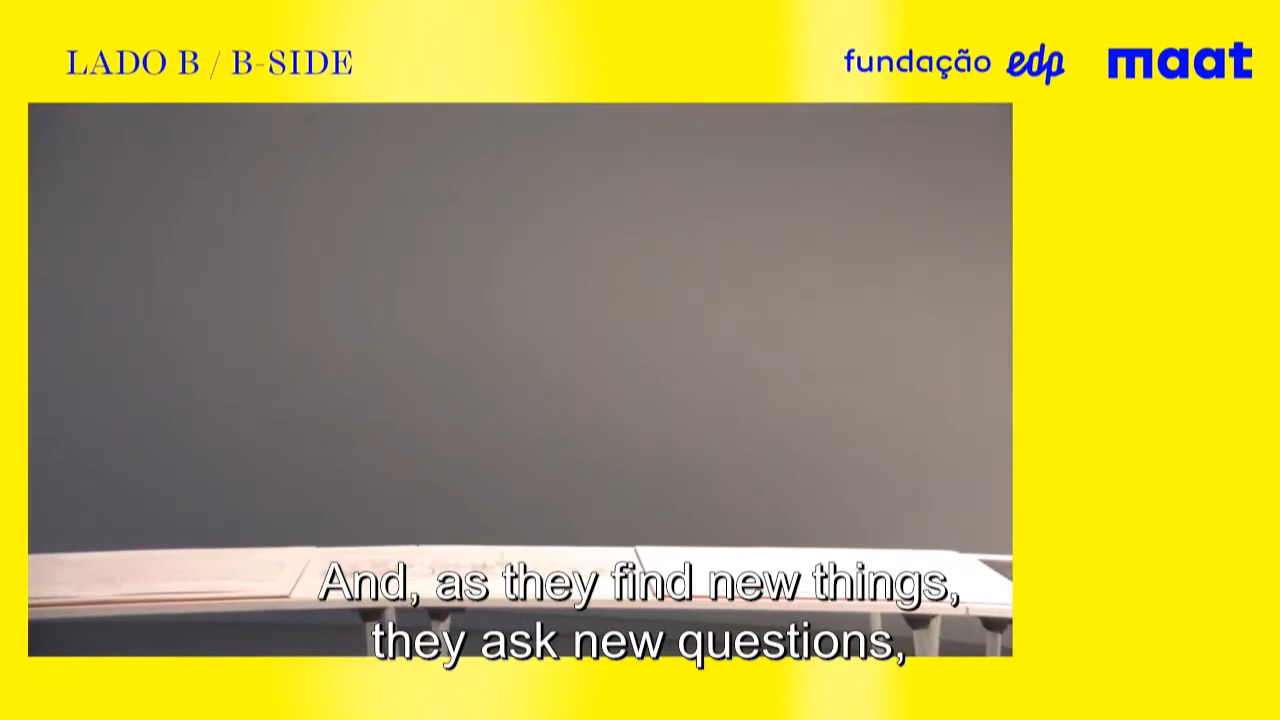 LADO B / B-SIDE
fundação edp maat
And, as they find new things,
they ask new questions,